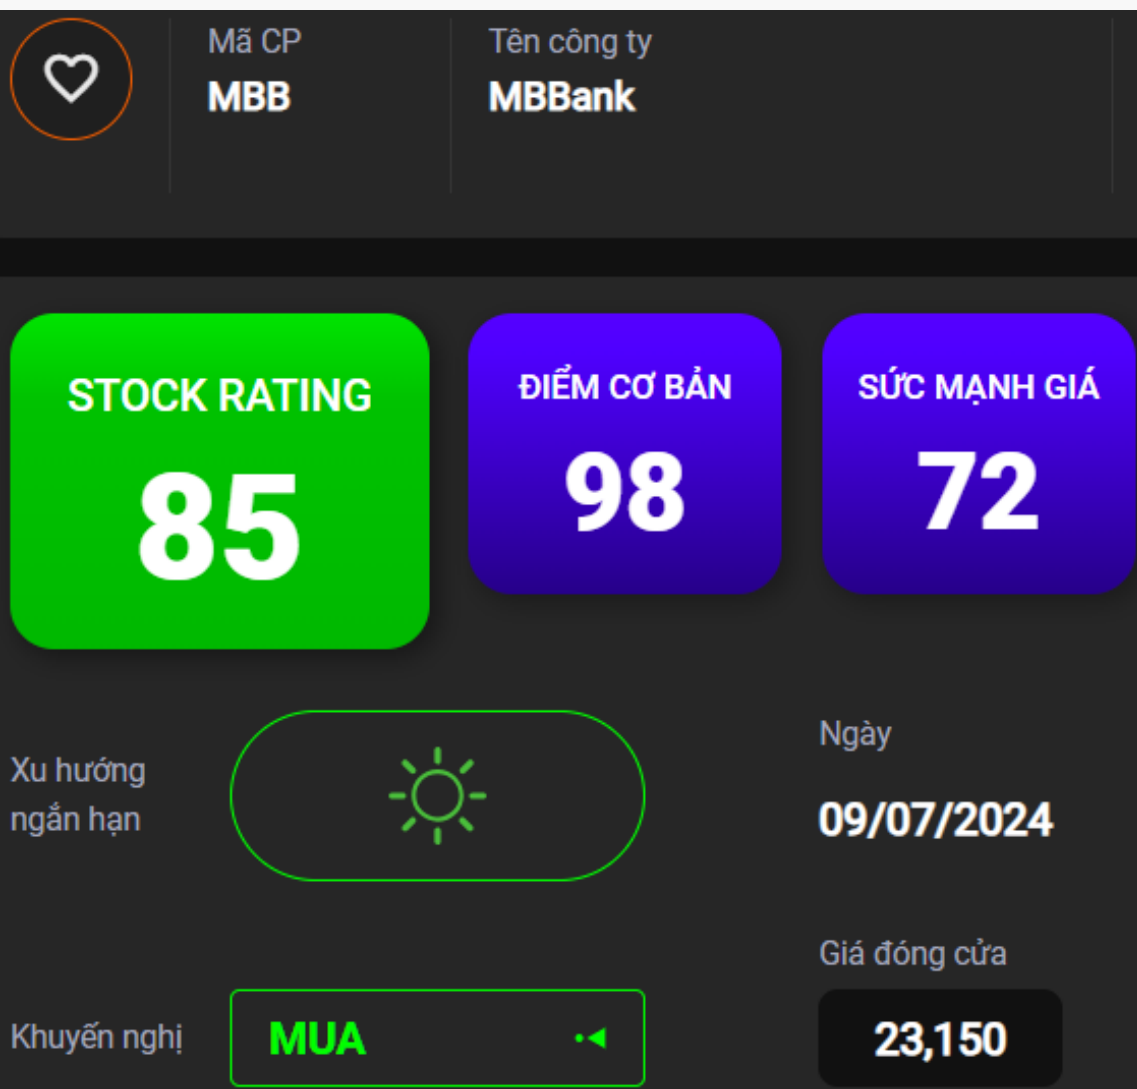 Mã CP
MBB
Tên công ty
MBBank
STOCK RATING
85
ĐIỂM CƠ BẢN
98
SỨC MẠNH GIÁ
72
Xu hướng
ngắn hạn
Ngày
09/07/2024
Khuyến nghị
MUA
Giá đóng cửa
23,150